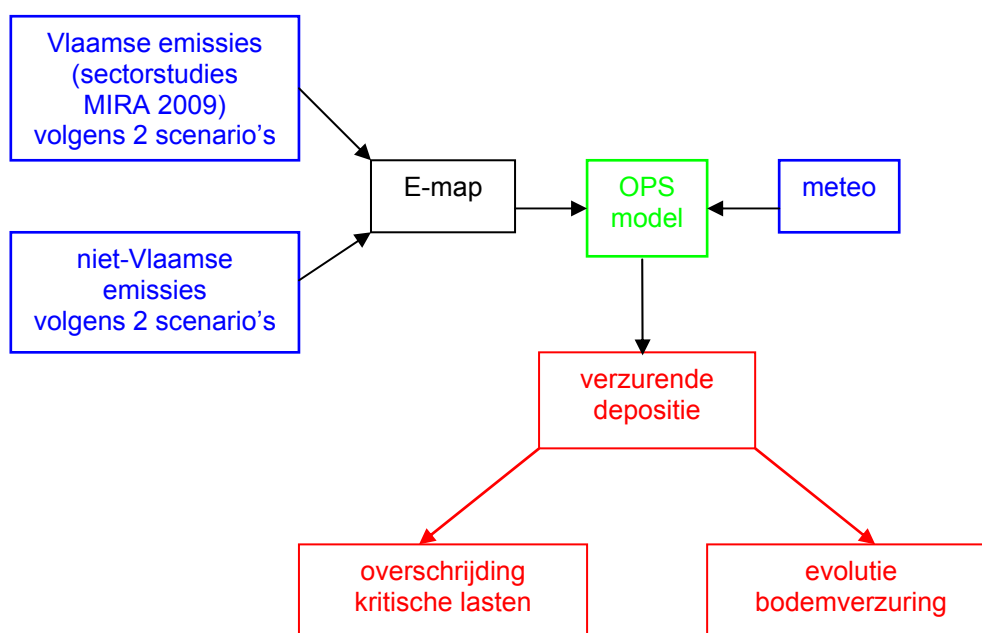 Vlaamse emissies
(sectorstudies
MIRA 2009)
volgens 2 scenario’s
E-map
OPS
model
meteo
niet-Vlaamse
emissies
volgens 2 scenario’s
verzurende
depositie
overschrijding
kritische lasten
evolutie
bodemverzuring